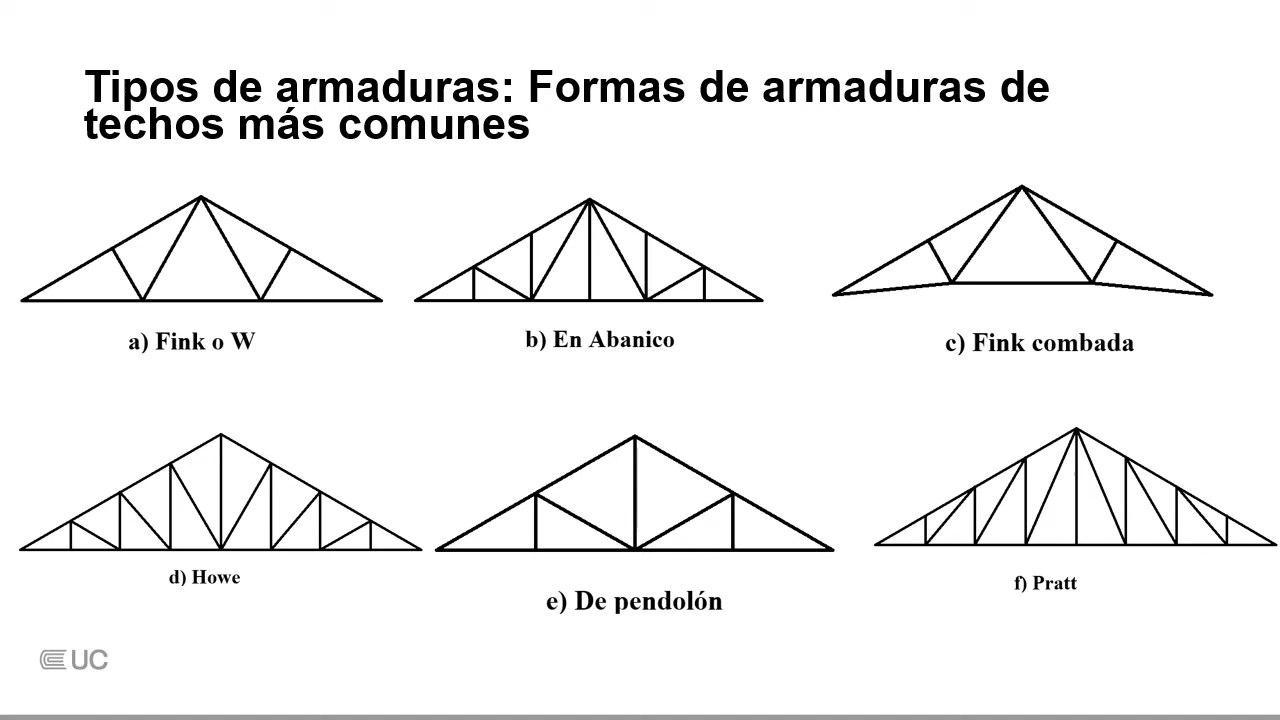 Tipos de armaduras: Formas de armaduras de
techos más comunes
a) Fink o W
b) En Abanico
c) Fink combada
d) Howe
e) De pendolón
f) Pratt
UC